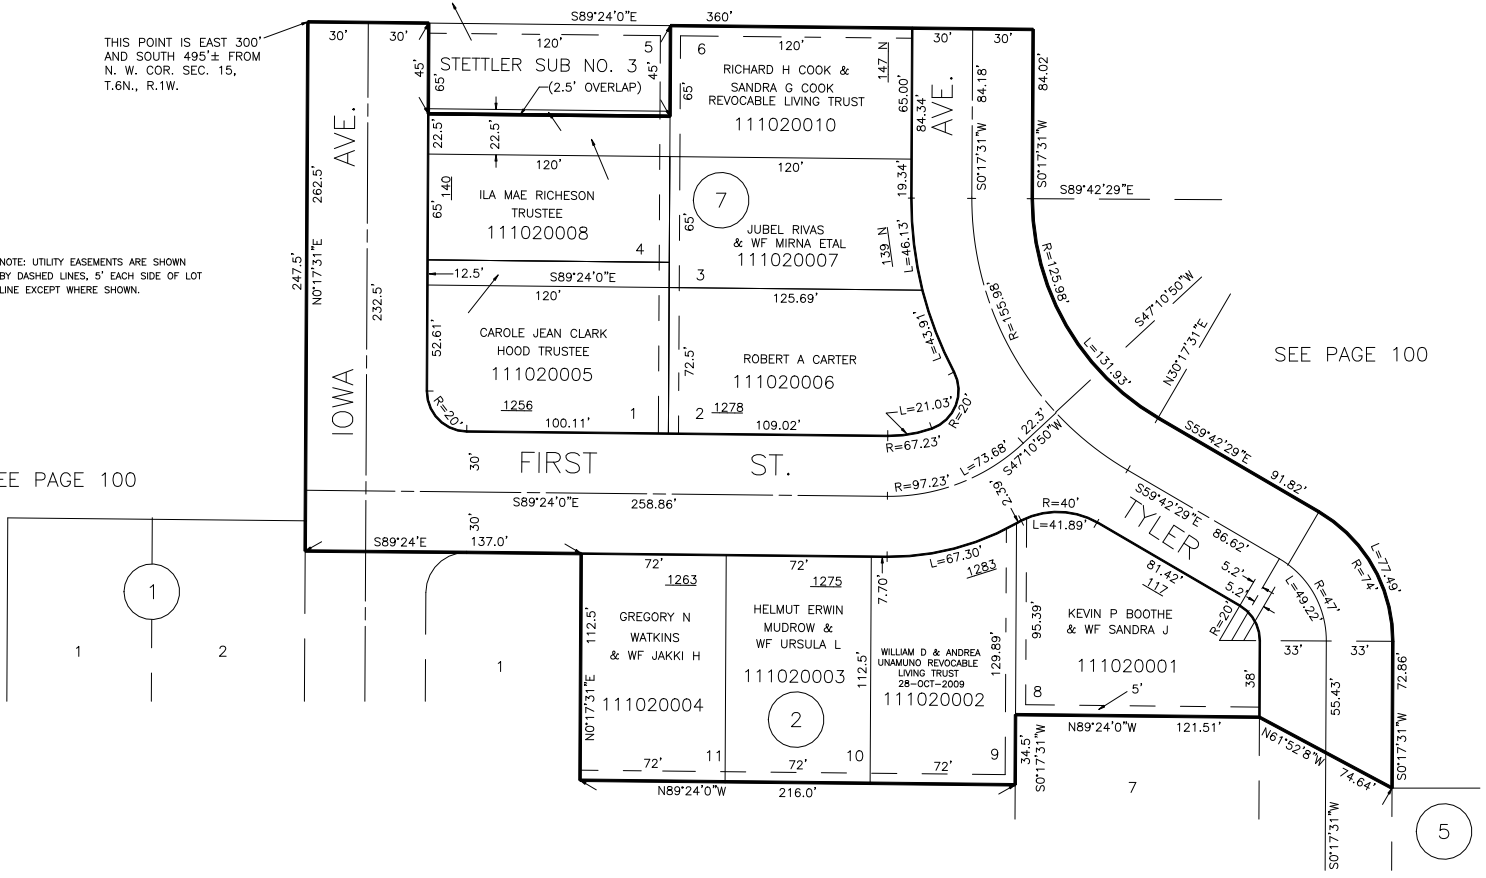 S89°24'0"E
360'
THIS POINT IS EAST 300'
AND SOUTH 495'± FROM
N. W. COR. SEC. 15,
T.6N., R.1W.
30'
30'
120'
5
6
120'
147 N
30'
30'
STETTLER SUB NO. 3
(2.5' OVERLAP)
45'
65'
45'
65'
RICHARD H COOK &
SANDRA G COOK
REVOCABLE LIVING TRUST
111020010
65.00'
84.34'
AVE.
84.18'
S0°17'31"W
84.02'
S0°17'31"W
AVE.
22.5'
22.5'
120'
120'
19.34'
S89°42'29"E
262.5'
N0°17'31"E
247.5'
232.5'
140
65'
ILA MAE RICHESON
TRUSTEE
111020008
4
7
65'
JUBEL RIVAS
& WF MIRNA ETAL
111020007
3
139 N
L=46.13'
R=125.98'
R=155.98'
S47°10'50"W
NOTE: UTILITY EASEMENTS ARE SHOWN
BY DASHED LINES, 5' EACH SIDE OF LOT
LINE EXCEPT WHERE SHOWN.
12.5'
S89°24'0"E
120'
125.69'
52.61'
CAROLE JEAN CLARK
HOOD TRUSTEE
111020005
1256
1
72.5'
ROBERT A CARTER
111020006
2
1278
L=43.91'
L=131.93'
N30°17'31"E
SEE PAGE 100
IOWA
R=20'
100.11'
109.02'
L=21.03'
R=20'
R=67.23'
22.3'
S47°10'50"W
L=73.68'
R=97.23'
S59°42'29"E
91.82'
30'
FIRST
ST.
EE PAGE 100
S89°24'0"E
258.86'
30'
S89°24'E
137.0'
2.39'
R=40'
L=41.89'
TYLER
S59°42'29"E
86.62'
L=77.49'
R=74'
L=67.30'
1283
81.42'
117
5.2'
5.2'
L=49.22'
R=47'
R=20'
1
1
2
1
72'
1263
72'
1275
7.70'
112.5'
N0°17'31"E
GREGORY N
WATKINS
& WF JAKKI H
111020004
11
HELMUT ERWIN
MUDROW &
WF URSULA L
111020003
10
2
112.5'
WILLIAM D & ANDREA
UNAMUNO REVOCABLE
LIVING TRUST
28-OCT-2009
111020002
9
129.89'
95.39'
KEVIN P BOOTHE
& WF SANDRA J
111020001
8
5'
38'
33'
33'
72.86'
S0°17'31"W
55.43'
72'
72'
72'
N89°24'0"W
216.0'
34.5'
S0°17'31"W
N89°24'0"W
121.51'
N61°52'8"W
74.64'
7
S0°17'31"W
5